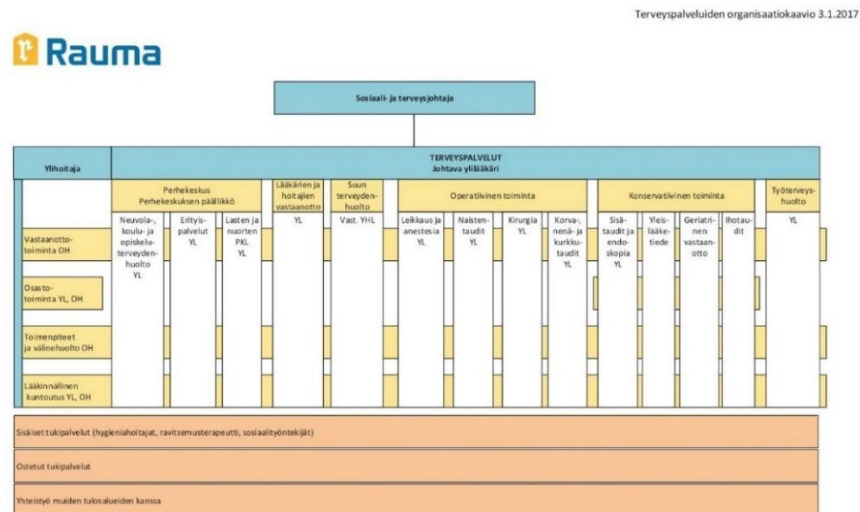 Terveyspalveluiden organisaatiokaavio 3.1.2017
Rauma
Sosiaali- ja terveysjohtaja
Ylihoitaja
TERVEYSPALVELUT
Johtava ylilääkäri
Perhekeskus
Perhekeskuksen päällikkö
Lääkärien ja
hoitajien
vastaanotto
Suun
terveyden-
huolto
Operatiivinen toiminta
Konservatiivinen toiminta
Työterveys-
huolto
Neuvola-,
koulu- ja
opiskelu-
terveyden-
huolto
YL
Erityis-
palvelut
YL
Lasten ja
nuorten
PKL
YL
YL
Vast. YHL
Leikkaus ja
anestesia
YL
Naisten-
taudit
YL
Kirurgia
YL
Korva-,
nenä- ja
kurkku-
taudit
YL
Sisä-
taudit ja
endo-
skopia
YL
Yleis-
lääke-
tiede
Geriatri-
nen
vastaan-
otto
Ihotau-
dit
YL
Vastaanotto-
toiminta OH
Osasto-
toiminta YL, OH
Toimenpiteet
ja välinehuolto OH
Lääkinnällinen
kuntoutus YL, OH
Sisäiset tukipalvelut (hygieniahoitajat, ravitsemusterapeutti, sosiaalityöntekijät)
Ostetut tukipalvelut
Yhteistyö muiden tulosalueiden kanssa